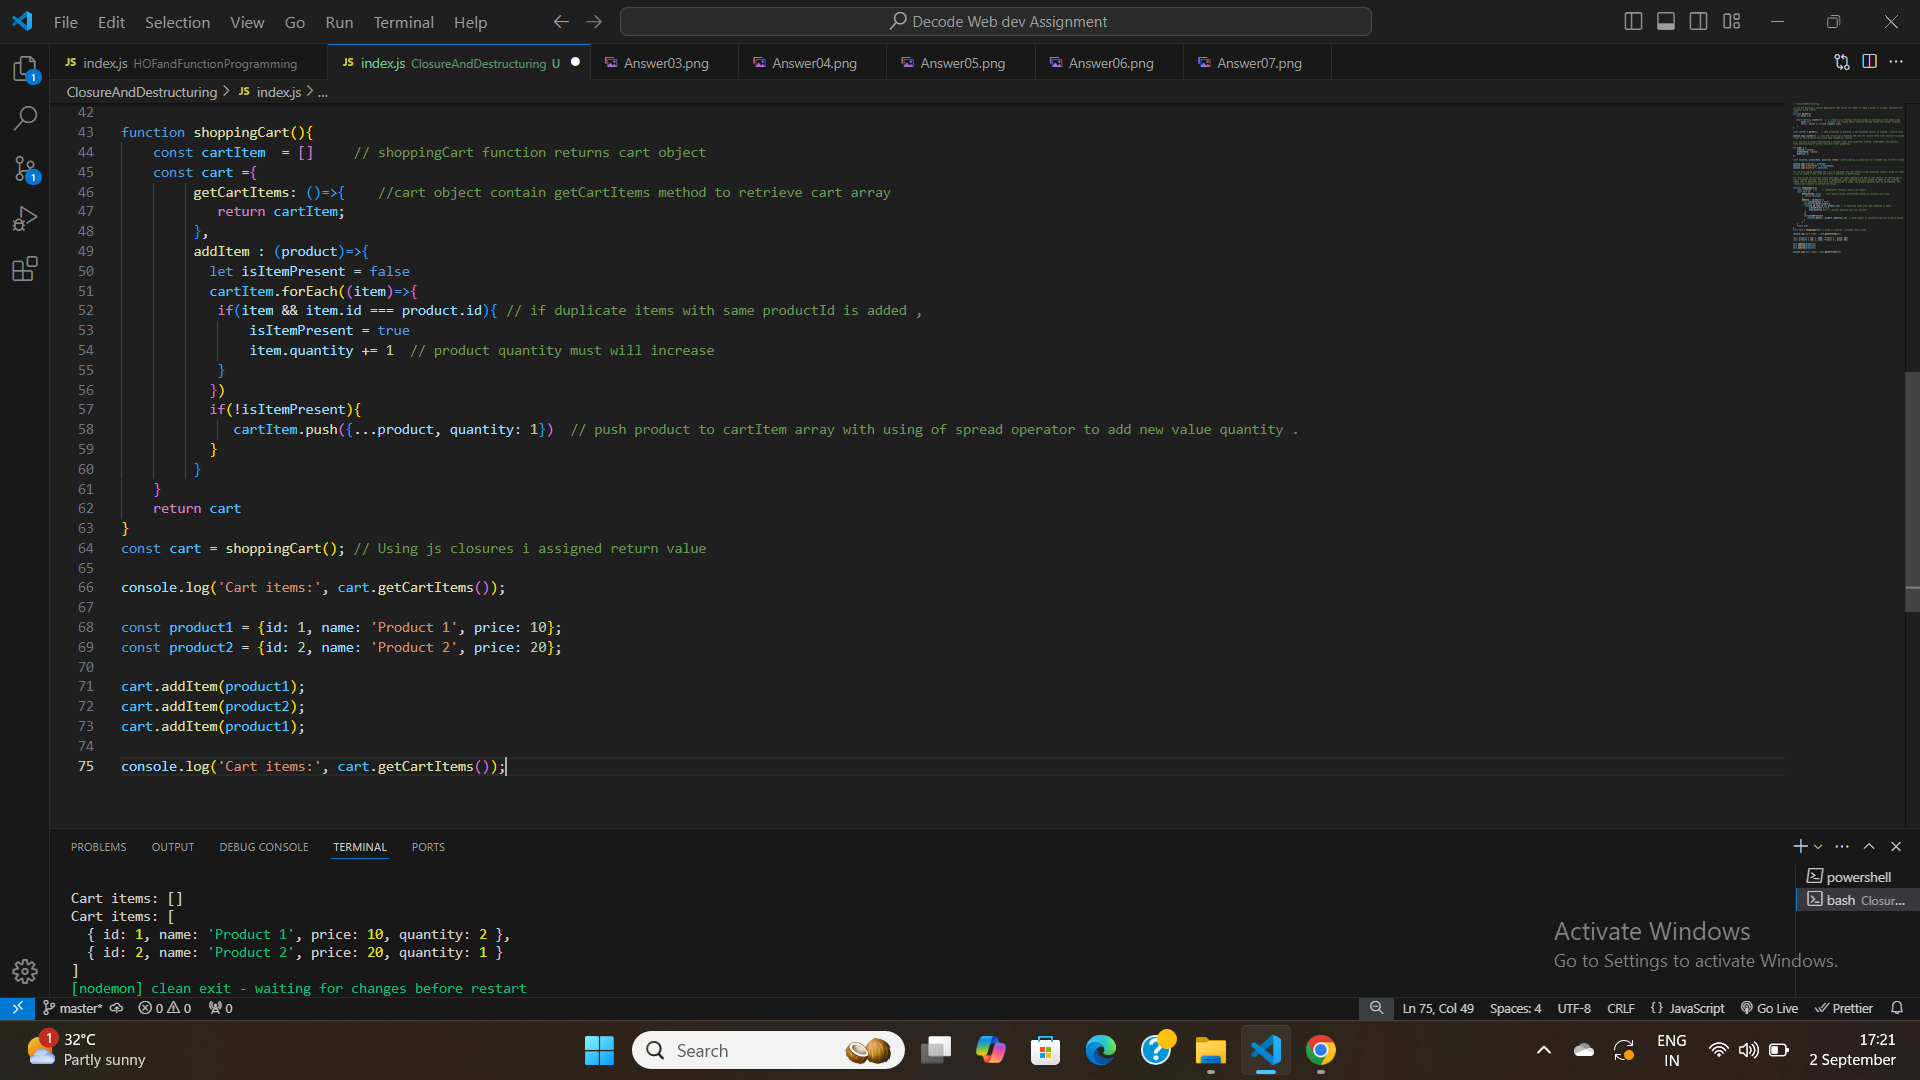 File Edit Selection View Go Run Terminal Help
Decode Web dev Assignment
JS index.js HOFandFunctionProgramming
JS index.js ClosureAndDestructuring U
Answer03.png
Answer04.png
Answer05.png
Answer06.png
Answer07.png
ClosureAndDestructuring > JS index.js > ...
42
43 function shoppingCart(){
44 const cartItem = [] // shoppingCart function returns cart object
45 const cart ={
46 getCartItems: ()=>{ //cart object contain getCartItems method to retrieve cart array
47 return cartItem;
48 },
49 addItem : (product)=>{
50 let isItemPresent = false
51 cartItem.forEach((item)=>{
52 if(item && item.id === product.id){ // if duplicate items with same productId is added ,
53 isItemPresent = true
54 item.quantity += 1 // product quantity must will increase
55 }
56 })
57 if(!isItemPresent){
58 cartItem.push({...product, quantity: 1}) // push product to cartItem array with using of spread operator to add new value quantity .
59 }
60 }
61 }
62 return cart
63 }
64 const cart = shoppingCart(); // Using js closures i assigned return value
65
66 console.log('Cart items:', cart.getCartItems());
67
68 const product1 = {id: 1, name: 'Product 1', price: 10};
69 const product2 = {id: 2, name: 'Product 2', price: 20};
70
71 cart.addItem(product1);
72 cart.addItem(product2);
73 cart.addItem(product1);
74
75 console.log('Cart items:', cart.getCartItems());
PROBLEMS OUTPUT DEBUG CONSOLE TERMINAL PORTS
powershell
bash Closur...
Cart items: []
Cart items: [
{ id: 1, name: 'Product 1', price: 10, quantity: 2 },
{ id: 2, name: 'Product 2', price: 20, quantity: 1 }
]
[nodemon] clean exit - waiting for changes before restart
Activate Windows
Go to Settings to activate Windows.
master* 0 0 0 Ln 75, Col 49 Spaces: 4 UTF-8 CRLF {} JavaScript Go Live Prettier
1 32°C
Partly sunny
Search
ENG
IN
17:21
2 September